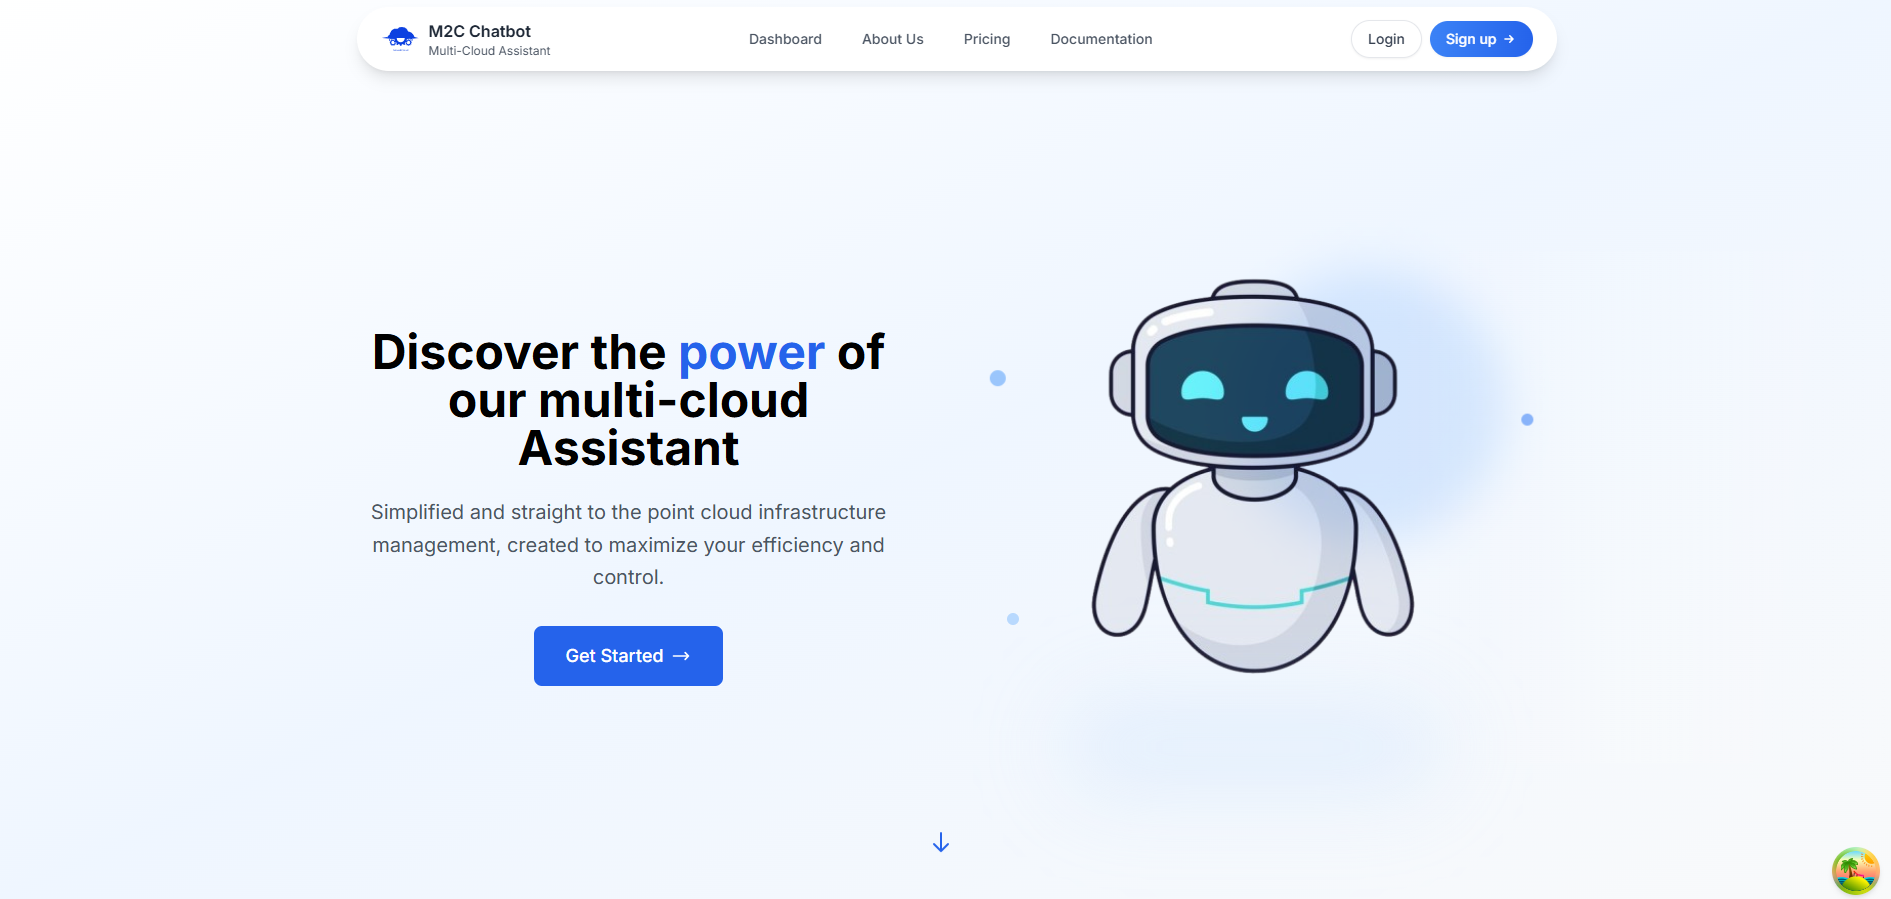 M2C Chatbot
Multi-Cloud Assistant
Dashboard
About Us
Pricing
Documentation
Login
Sign up →
Discover the power of
our multi-cloud
Assistant
Simplified and straight to the point cloud infrastructure
management, created to maximize your efficiency and
control.
Get Started →